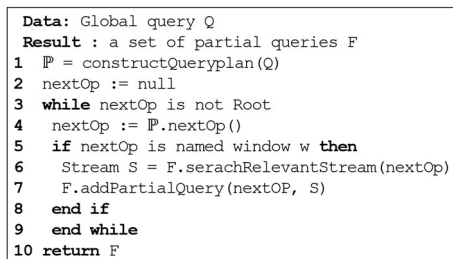 Data: Global query Q
Result : a set of partial queries F
1 ℙ = constructQueryplan(Q)
2 nextOp := null
3 while nextOp is not Root
4 nextOp := ℙ.nextOp()
5 if nextOp is named window w then
6 Stream S = F.serachRelevantStream(nextOp)
7 F.addPartialQuery(nextOP, S)
8 end if
9 end while
10 return F